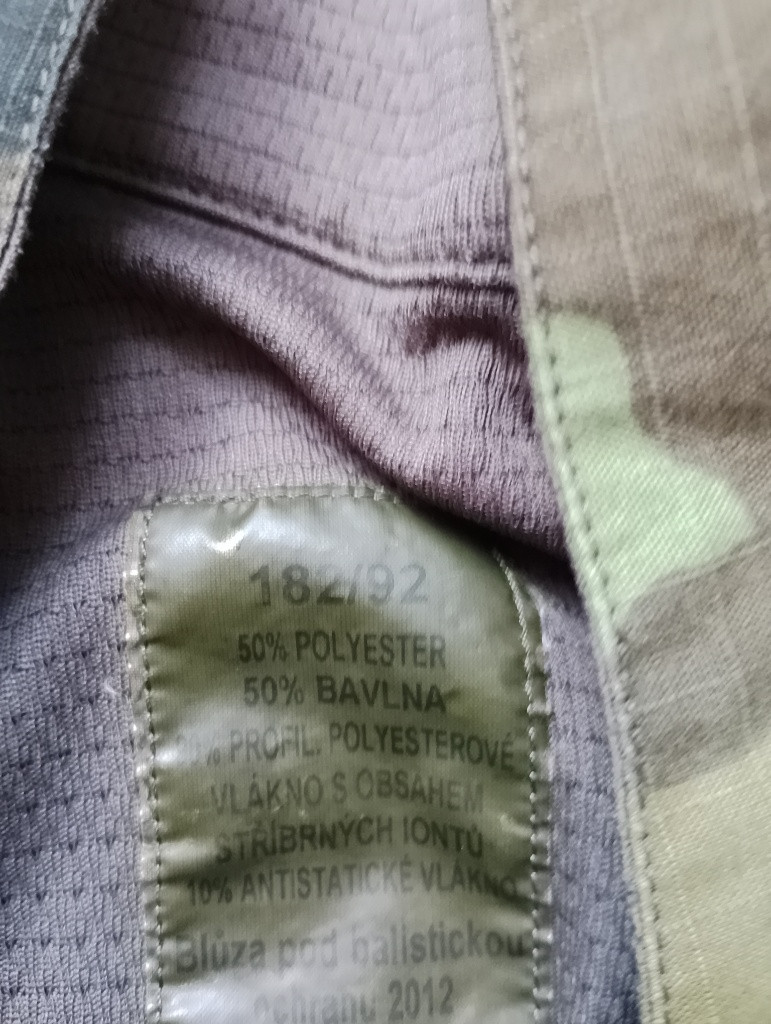 182/92
50% POLYESTER
50% BAVLNA
PROFIL. POLYESTEROVÉ
VLÁKNO S OBSAHEM
STŘÍBRNÝCH IONTŮ
10% ANTISTATICKÉ VLÁKNO
Blůza pod balistickou
ochranu 2012